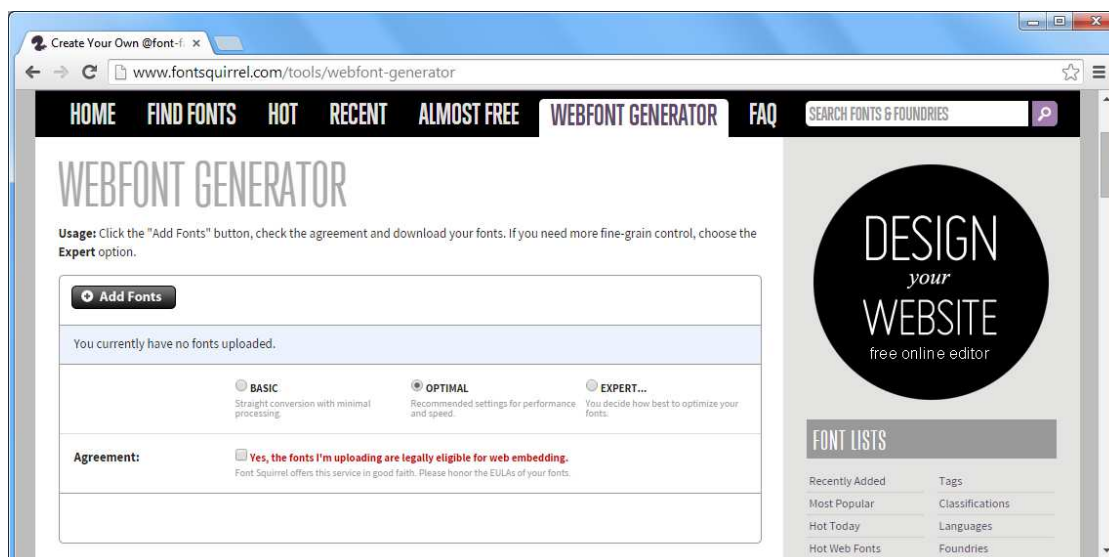 Create Your Own @font-f
www.fontsquirrel.com/tools/webfont-generator
HOME FIND FONTS HOT RECENT ALMOST FREE WEBFONT GENERATOR FAQ SEARCH FONTS & FOUNDRIES
WEBFONT GENERATOR
Usage: Click the "Add Fonts" button, check the agreement and download your fonts. If you need more fine-grain control, choose the
Expert option.
Add Fonts
You currently have no fonts uploaded.
BASIC
Straight conversion with minimal
processing.
OPTIMAL
Recommended settings for performance
and speed.
EXPERT...
You decide how best to optimize your
fonts.
Agreement:
Yes, the fonts I'm uploading are legally eligible for web embedding.
Font Squirrel offers this service in good faith. Please honor the EULAs of your fonts.
DESIGN
your
WEBSITE
free online editor
FONT LISTS
Recently Added Tags
Most Popular Classifications
Hot Today Languages
Hot Web Fonts Foundries